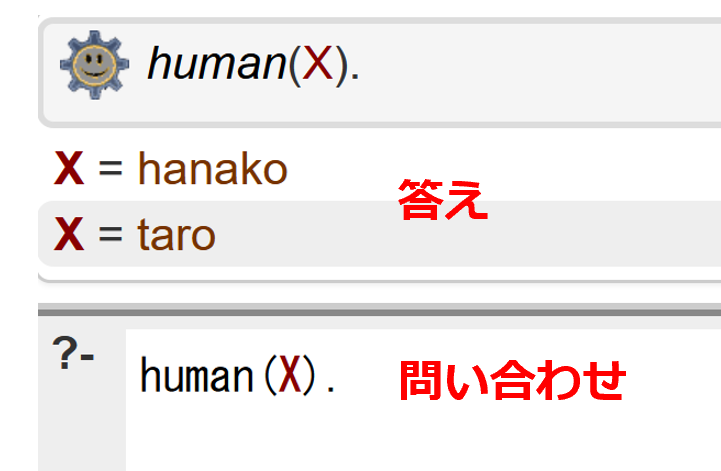 human(X).
X = hanako
答え
X = taro
?- human(X).
問い合わせ